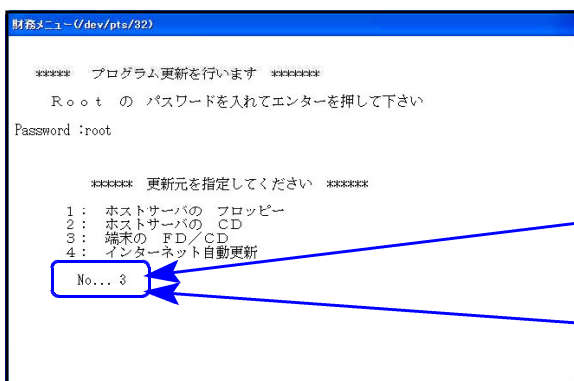 財務メニュー(/dev/pts/32)
***** プログラム更新を行います *******
Ｒｏｏｔ の パスワードを入れてエンターを押して下さい
Password :root
****** 更新元を指定してください ******
１： ホストサーバの フロッピー
２： ホストサーバの ＣＤ
３： 端末の ＦＤ／ＣＤ
４： インターネット自動更新
No... 3